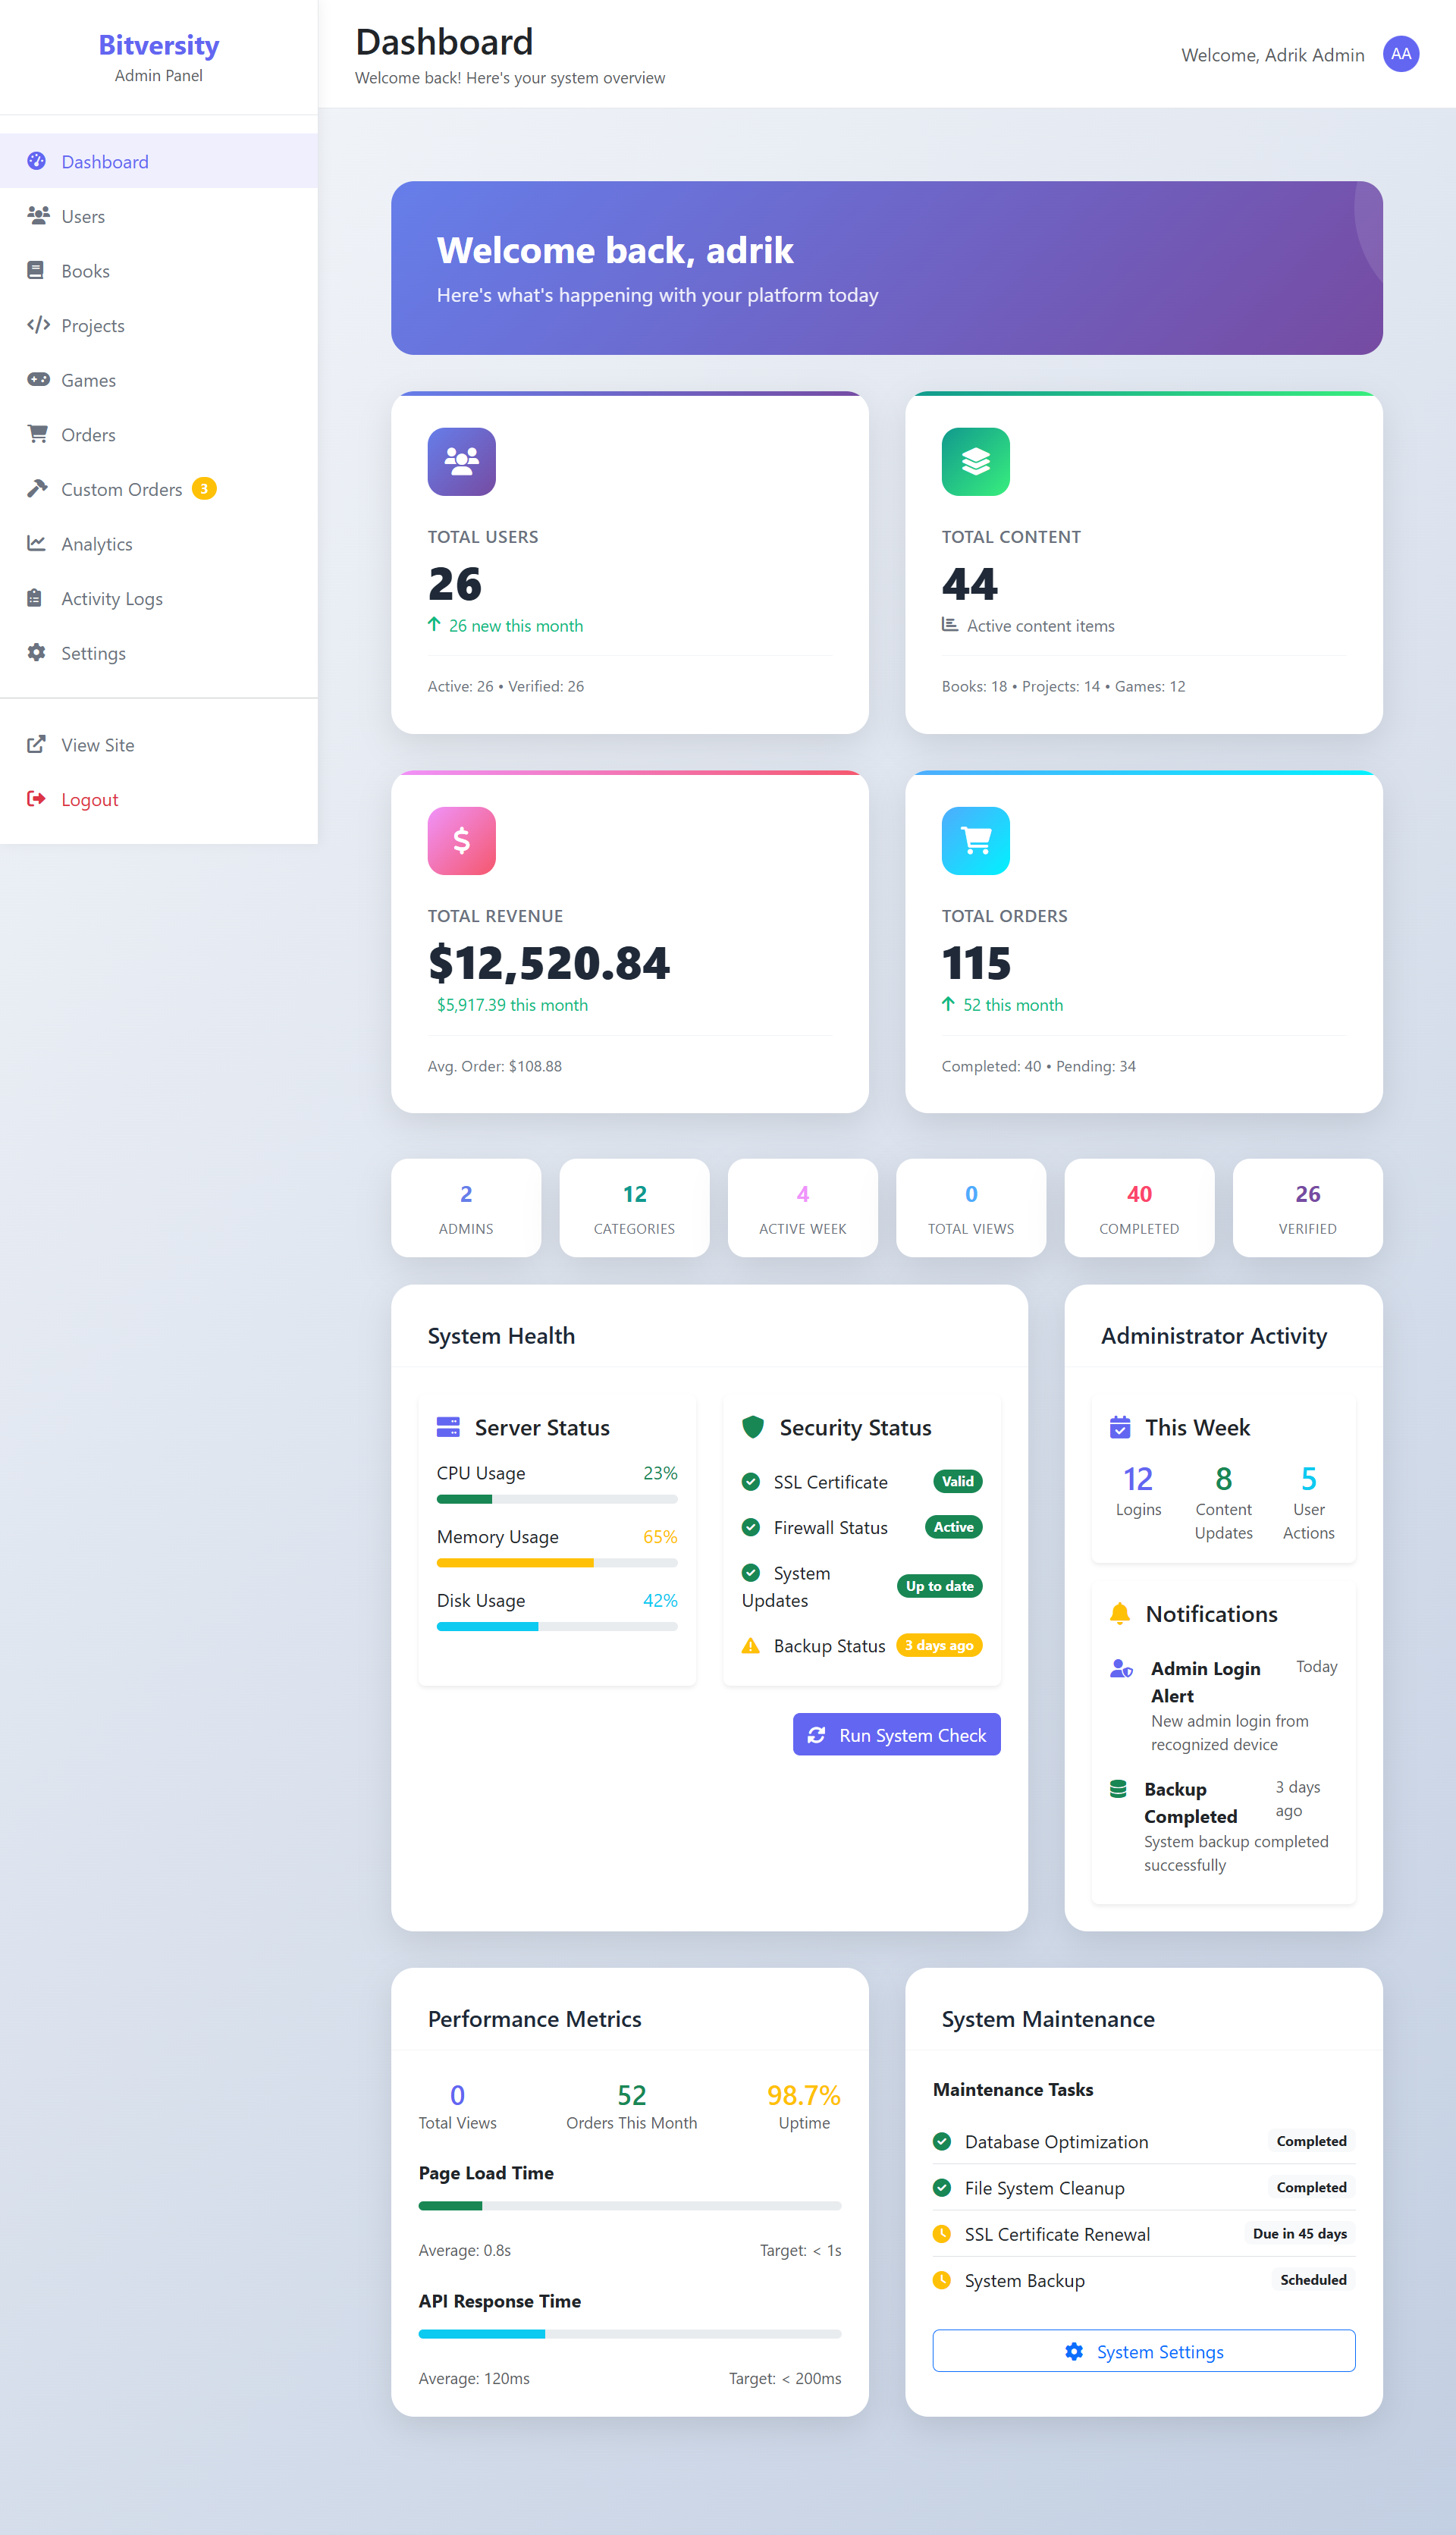 Bitversity
Admin Panel
Dashboard
Users
Books
Projects
Games
Orders
Custom Orders 3
Analytics
Activity Logs
Settings
View Site
Logout
Dashboard
Welcome back! Here's your system overview
Welcome, Adrik Admin AA
Welcome back, adrik
Here's what's happening with your platform today
TOTAL USERS
26
26 new this month
Active: 26 • Verified: 26
TOTAL CONTENT
44
Active content items
Books: 18 • Projects: 14 • Games: 12
TOTAL REVENUE
$12,520.84
$5,917.39 this month
Avg. Order: $108.88
TOTAL ORDERS
115
52 this month
Completed: 40 • Pending: 34
2
ADMINS
12
CATEGORIES
4
ACTIVE WEEK
0
TOTAL VIEWS
40
COMPLETED
26
VERIFIED
System Health
Server Status
CPU Usage 23%
Memory Usage 65%
Disk Usage 42%
Security Status
SSL Certificate Valid
Firewall Status Active
System
Updates Up to date
Backup Status 3 days ago
Run System Check
Administrator Activity
This Week
12 8 5
Logins Content User
Updates Actions
Notifications
Admin Login Today
Alert
New admin login from
recognized device
Backup 3 days
Completed ago
System backup completed
successfully
Performance Metrics
0 52 98.7%
Total Views Orders This Month Uptime
Page Load Time
Average: 0.8s Target: < 1s
API Response Time
Average: 120ms Target: < 200ms
System Maintenance
Maintenance Tasks
Database Optimization Completed
File System Cleanup Completed
SSL Certificate Renewal Due in 45 days
System Backup Scheduled
System Settings